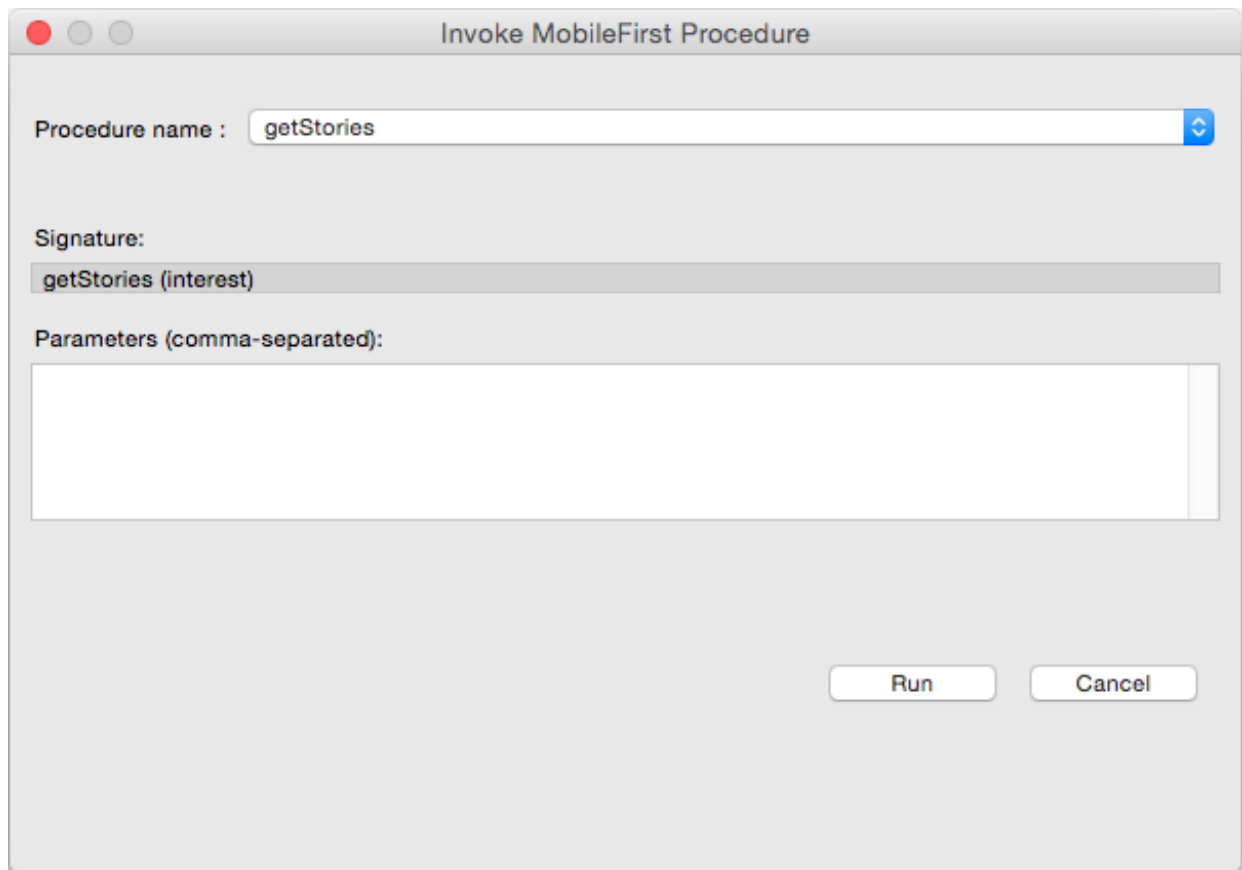 Invoke MobileFirst Procedure
Procedure name : getStories
Signature:
getStories (interest)
Parameters (comma-separated):
Run Cancel